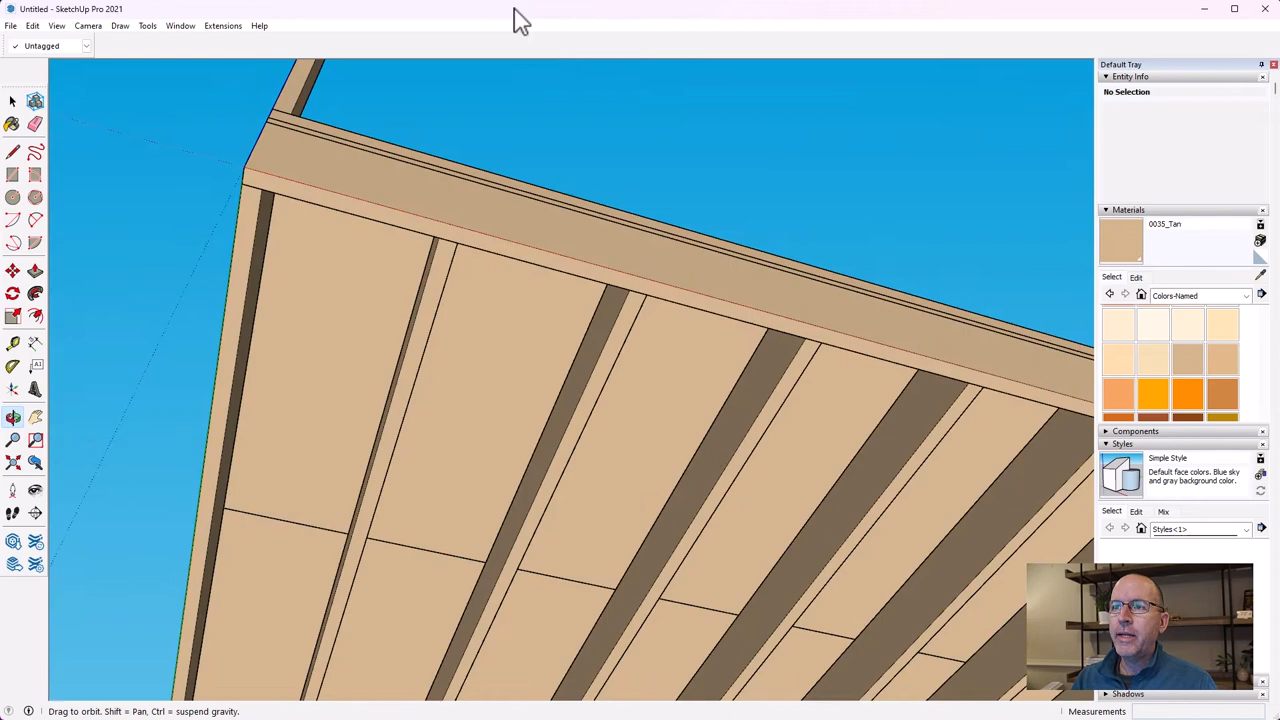 Untitled - SketchUp Pro 2021
File Edit View Camera Draw Tools Window Extensions Help
Untagged
Default Tray
Entity Info
No Selection
Materials
0035_Tan
Select Edit
Colors-Named
Components
Styles
Simple Style
Default face colors. Blue sky
and gray background color.
Select Edit Mix
Styles<1>
Shadows
Drag to orbit. Shift = Pan, Ctrl = suspend gravity.
Measurements